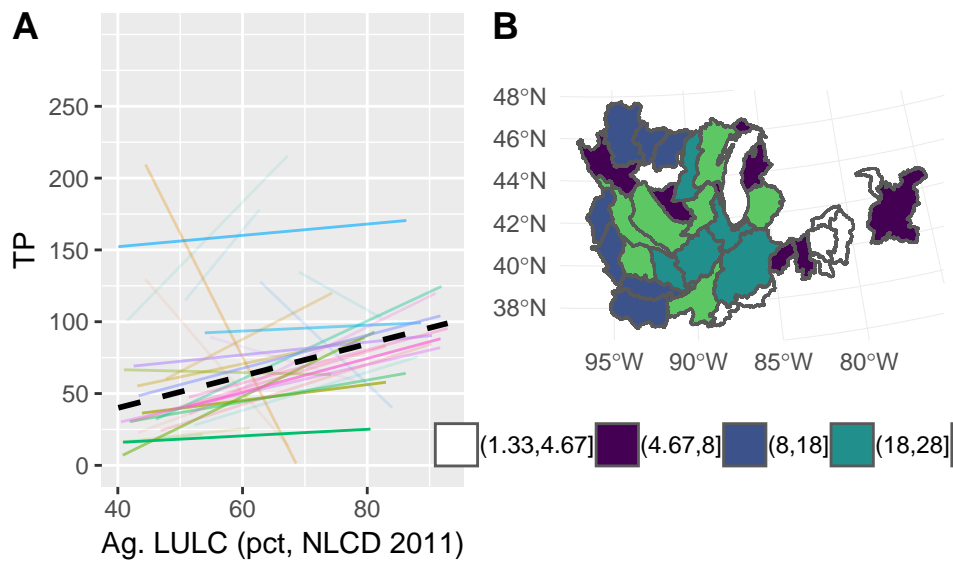 A
TP
250
200
150
100
50
0
40
60
80
Ag. LULC (pct, NLCD 2011)
B
48°N
46°N
44°N
42°N
40°N
38°N
95°W
90°W
85°W
80°W
(1.33,4.67]
(4.67,8]
(8,18]
(18,28]